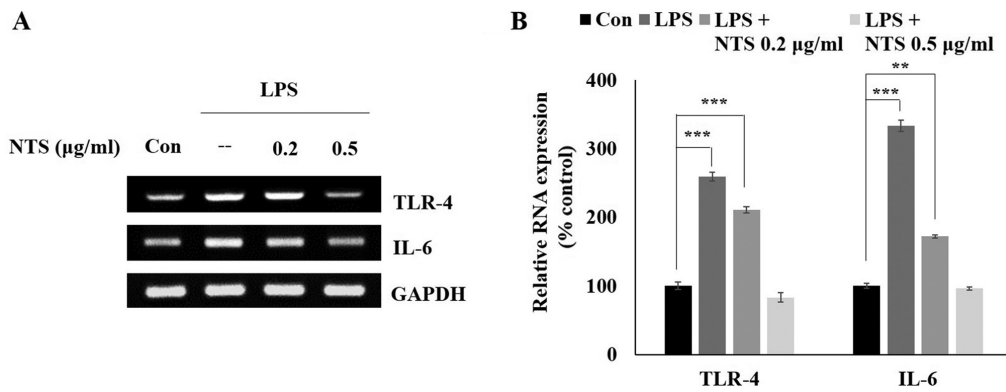 A
LPS
NTS (μg/ml) Con -- 0.2 0.5
TLR-4
IL-6
GAPDH
B
Con LPS LPS + NTS 0.2 μg/ml LPS + NTS 0.5 μg/ml
Relative RNA expression
(% control)
400
300
200
100
0
*** *** *** **
TLR-4 IL-6